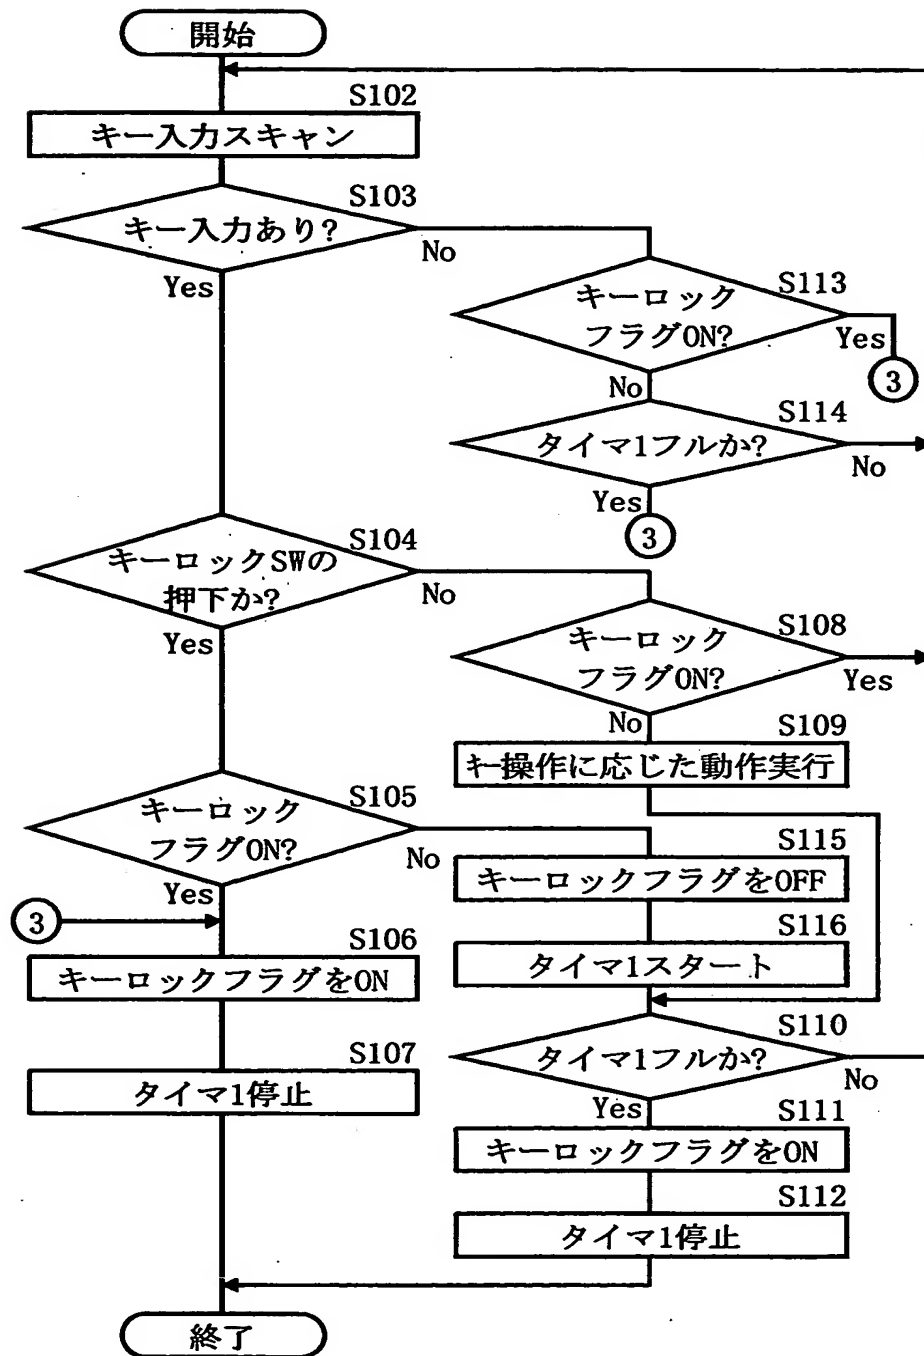 開始
S102
キー入力スキャン
S103
キー入力あり?
No
Yes
S113
キーロック
フラグON?
Yes
3
No
S114
タイマ1フルか?
No
Yes
3
S104
キーロックSWの
押下か?
No
Yes
S108
キーロック
フラグON?
Yes
No
S109
キー操作に応じた動作実行
S105
キーロック
フラグON?
No
Yes
S115
キーロックフラグをOFF
3
S106
キーロックフラグをON
S116
タイマ1スタート
S107
タイマ1停止
S110
タイマ1フルか?
No
Yes
S111
キーロックフラグをON
S112
タイマ1停止
終了